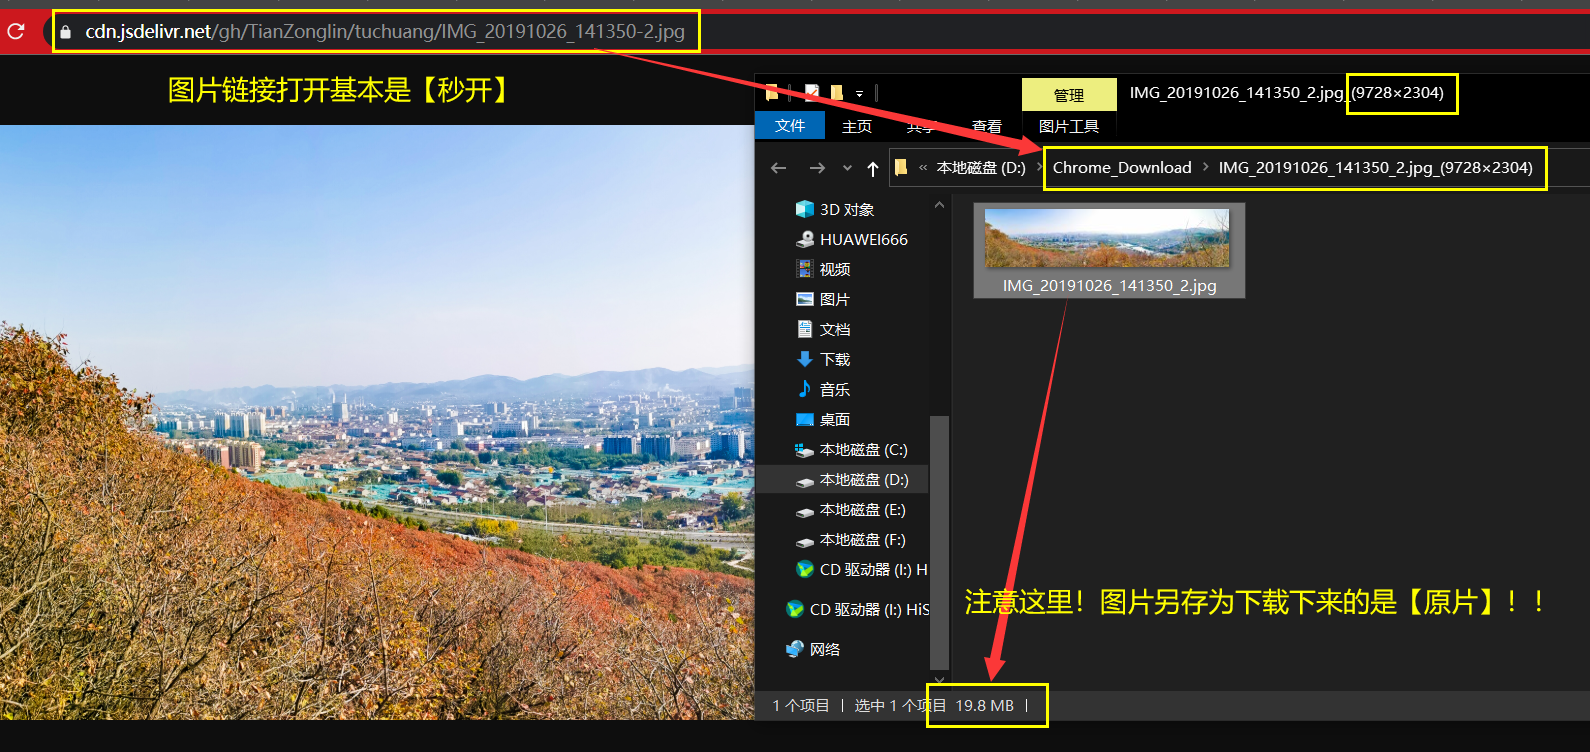 cdn.jsdelivr.net/gh/TianZonglin/tuchuang/IMG_20191026_141350-2.jpg
图片链接打开基本是【秒开】
管理
IMG_20191026_141350_2.jpg_(9728×2304)
文件
主页
共享
查看
图片工具
« 本地磁盘 (D:) › Chrome_Download › IMG_20191026_141350_2.jpg_(9728×2304)
3D 对象
HUAWEI666
视频
图片
文档
下载
音乐
桌面
本地磁盘 (C:)
本地磁盘 (D:)
本地磁盘 (E:)
本地磁盘 (F:)
CD 驱动器 (I:) H
CD 驱动器 (I:) HiS
网络
IMG_20191026_141350_2.jpg
注意这里！图片另存为下载下来的是【原片】！！
1 个项目
选中 1 个项目 19.8 MB